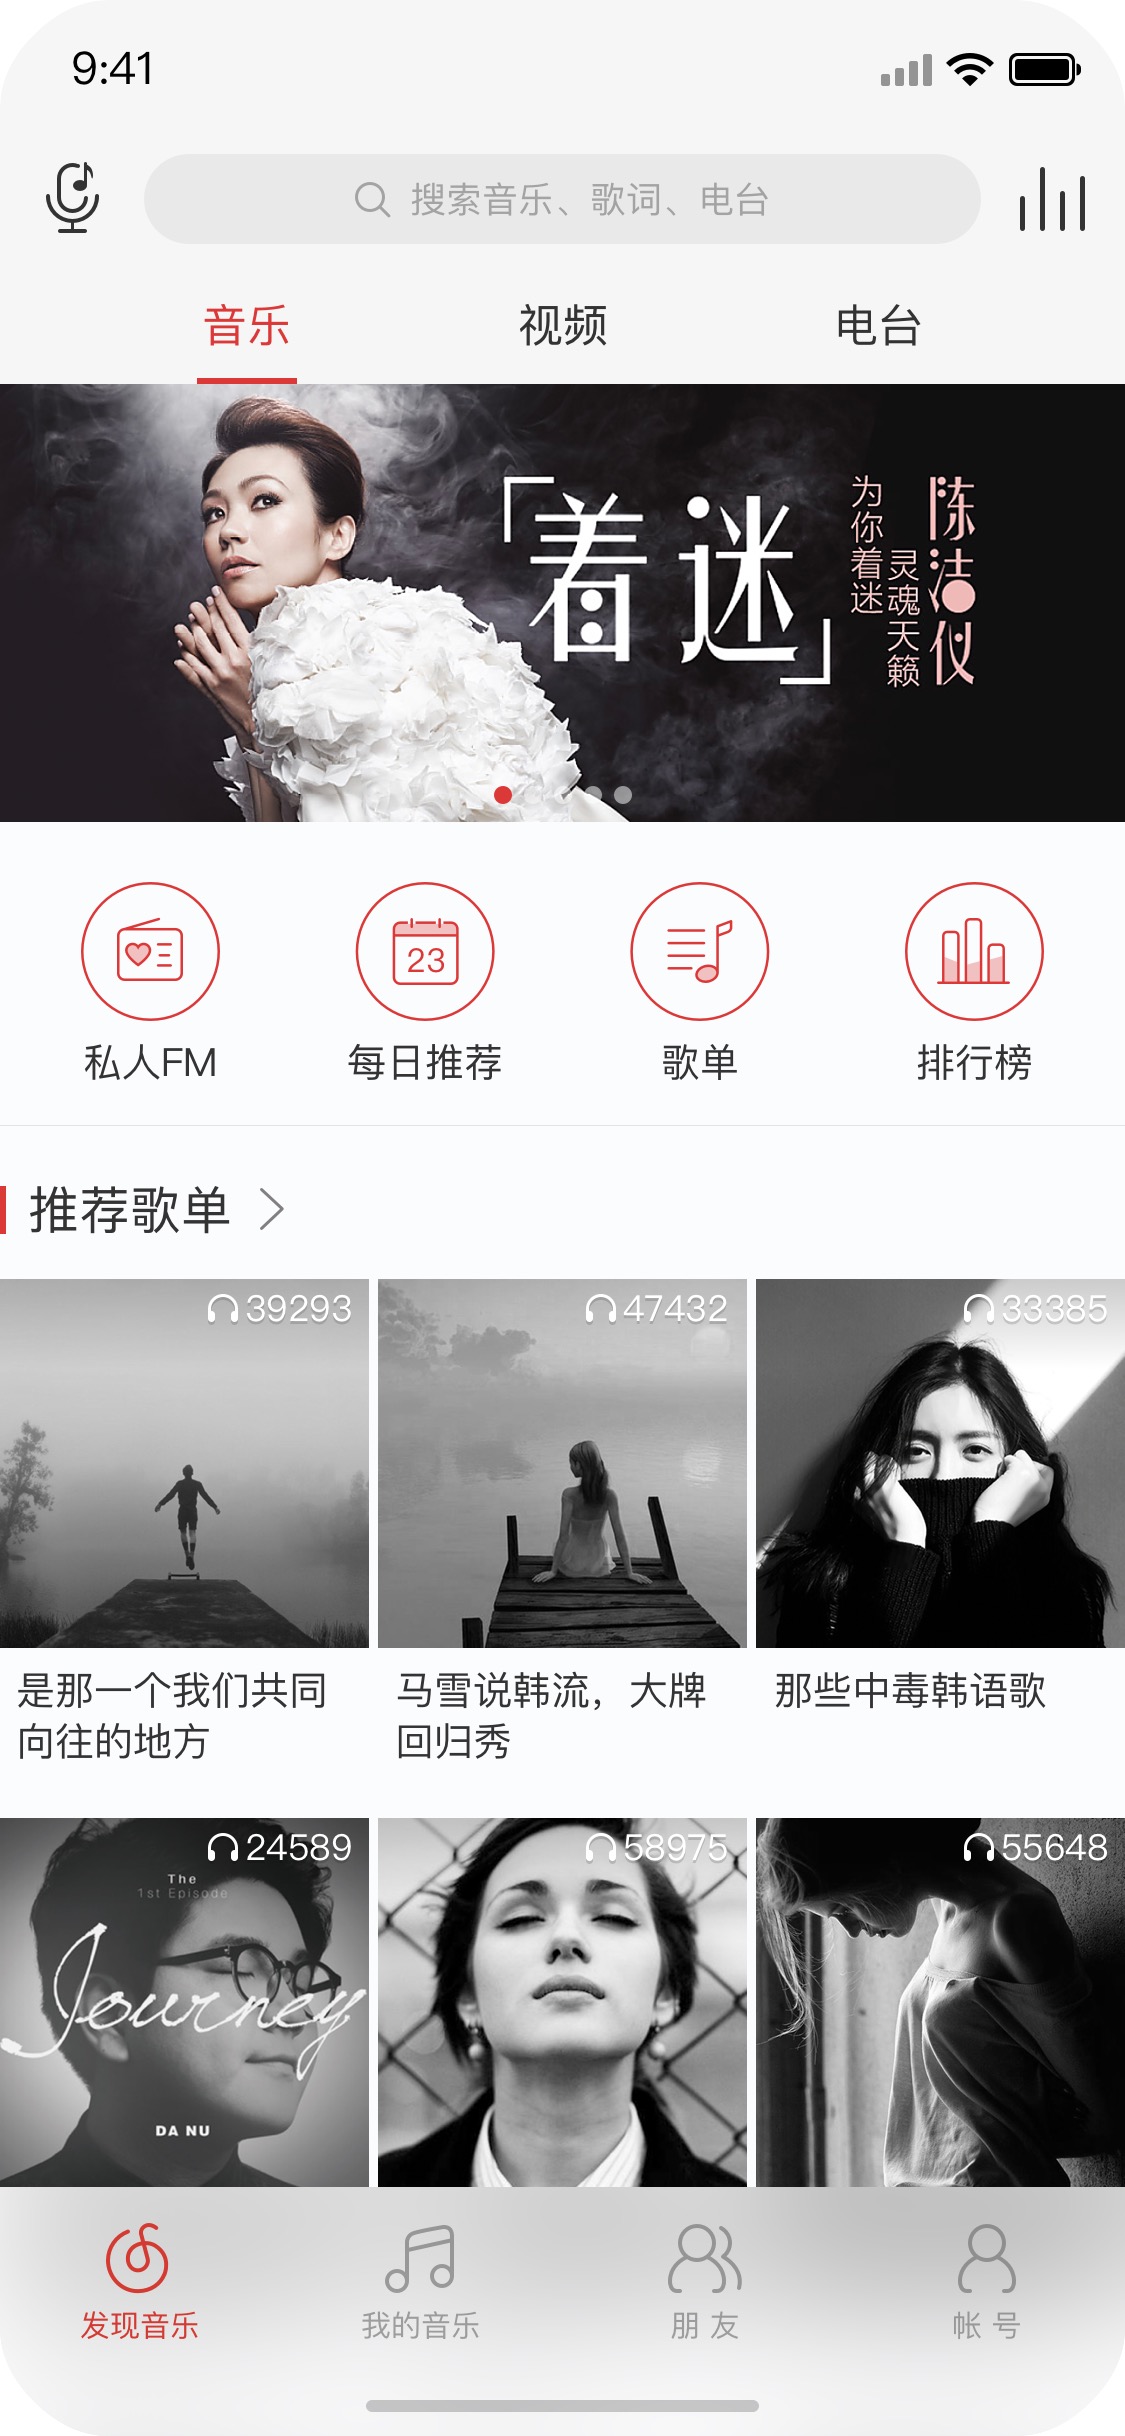 9:41
搜索音乐、歌词、电台
音乐
视频
电台
「着迷」
为你着迷
灵魂天籁
陈洁仪
23
私人FM
每日推荐
歌单
排行榜
推荐歌单
39293
47432
33385
是那一个我们共同
向往的地方
马雪说韩流，大牌
回归秀
那些中毒韩语歌
24589
58975
55648
The
1st Episode
Journey
DA NU
发现音乐
我的音乐
朋 友
帐 号